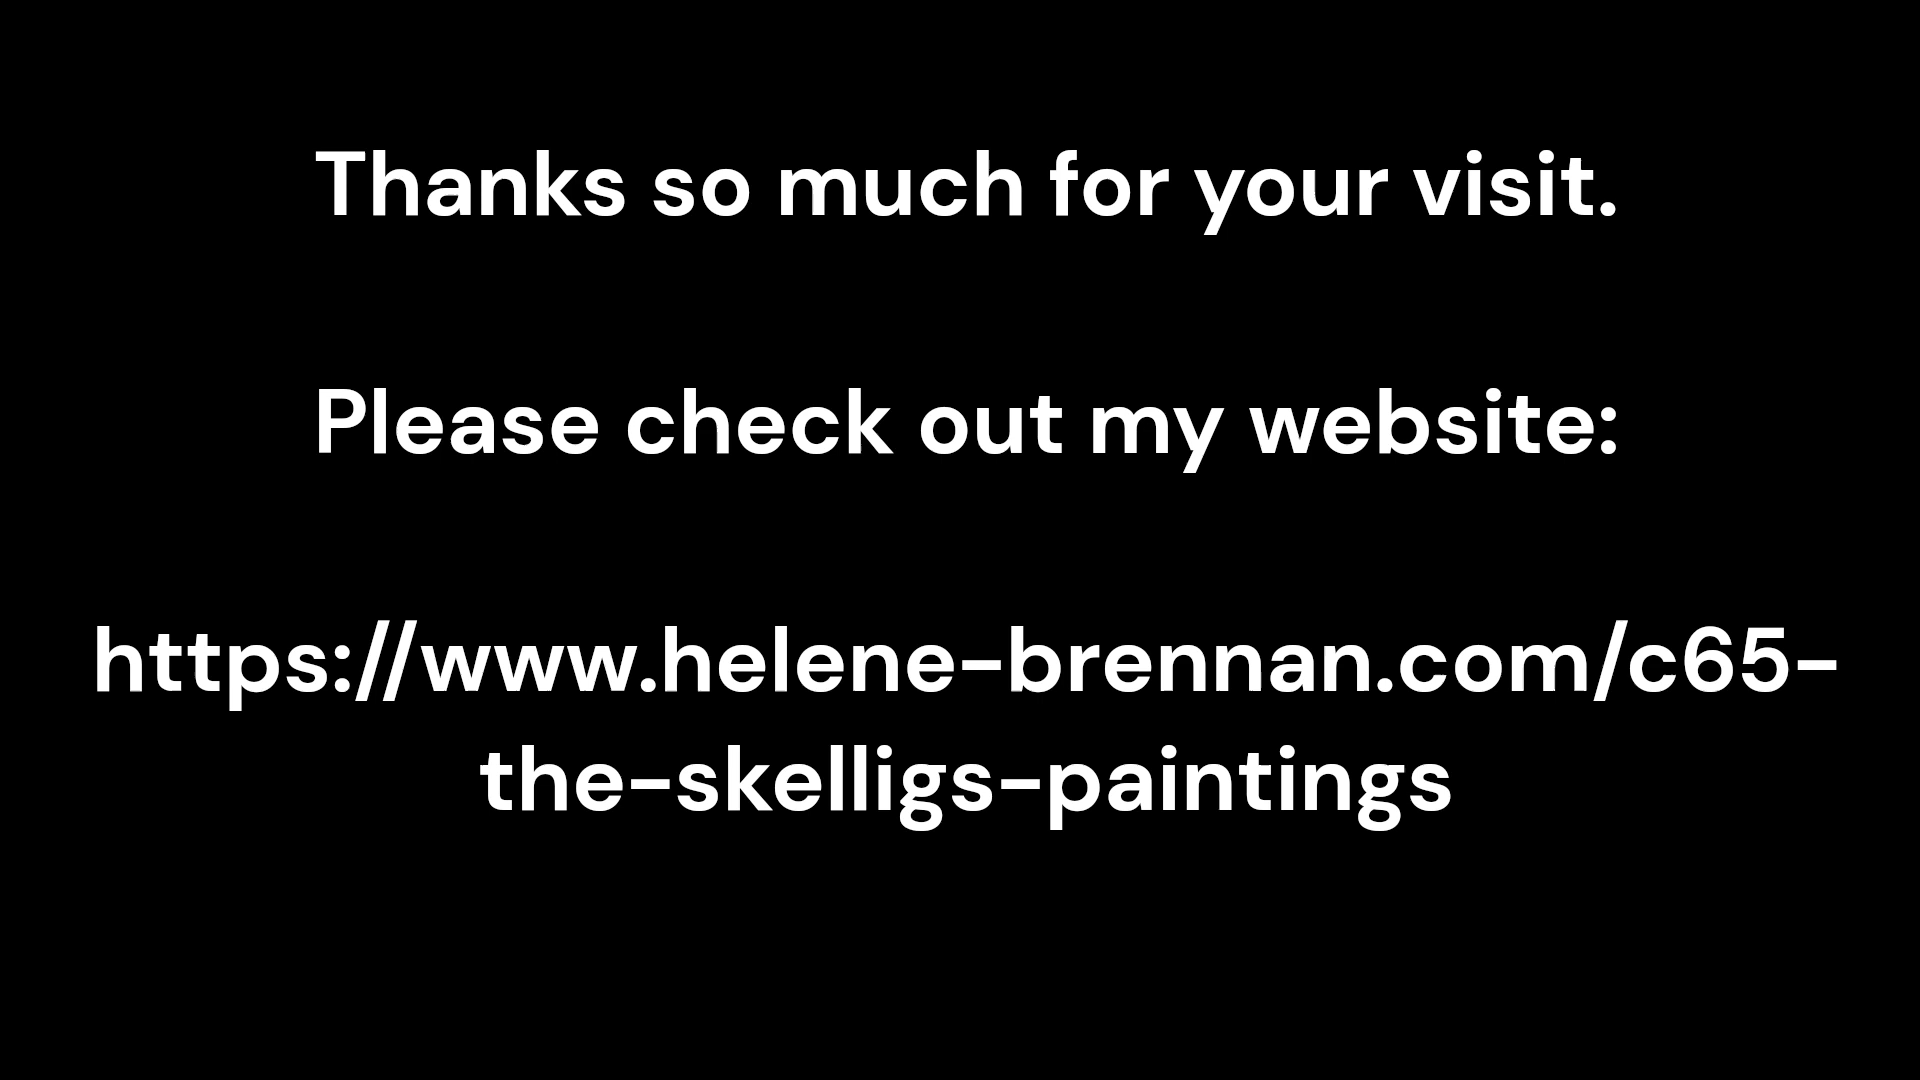 Thanks so much for your visit.
Please check out my website:
https://www.helene-brennan.com/c65-
the-skelligs-paintings